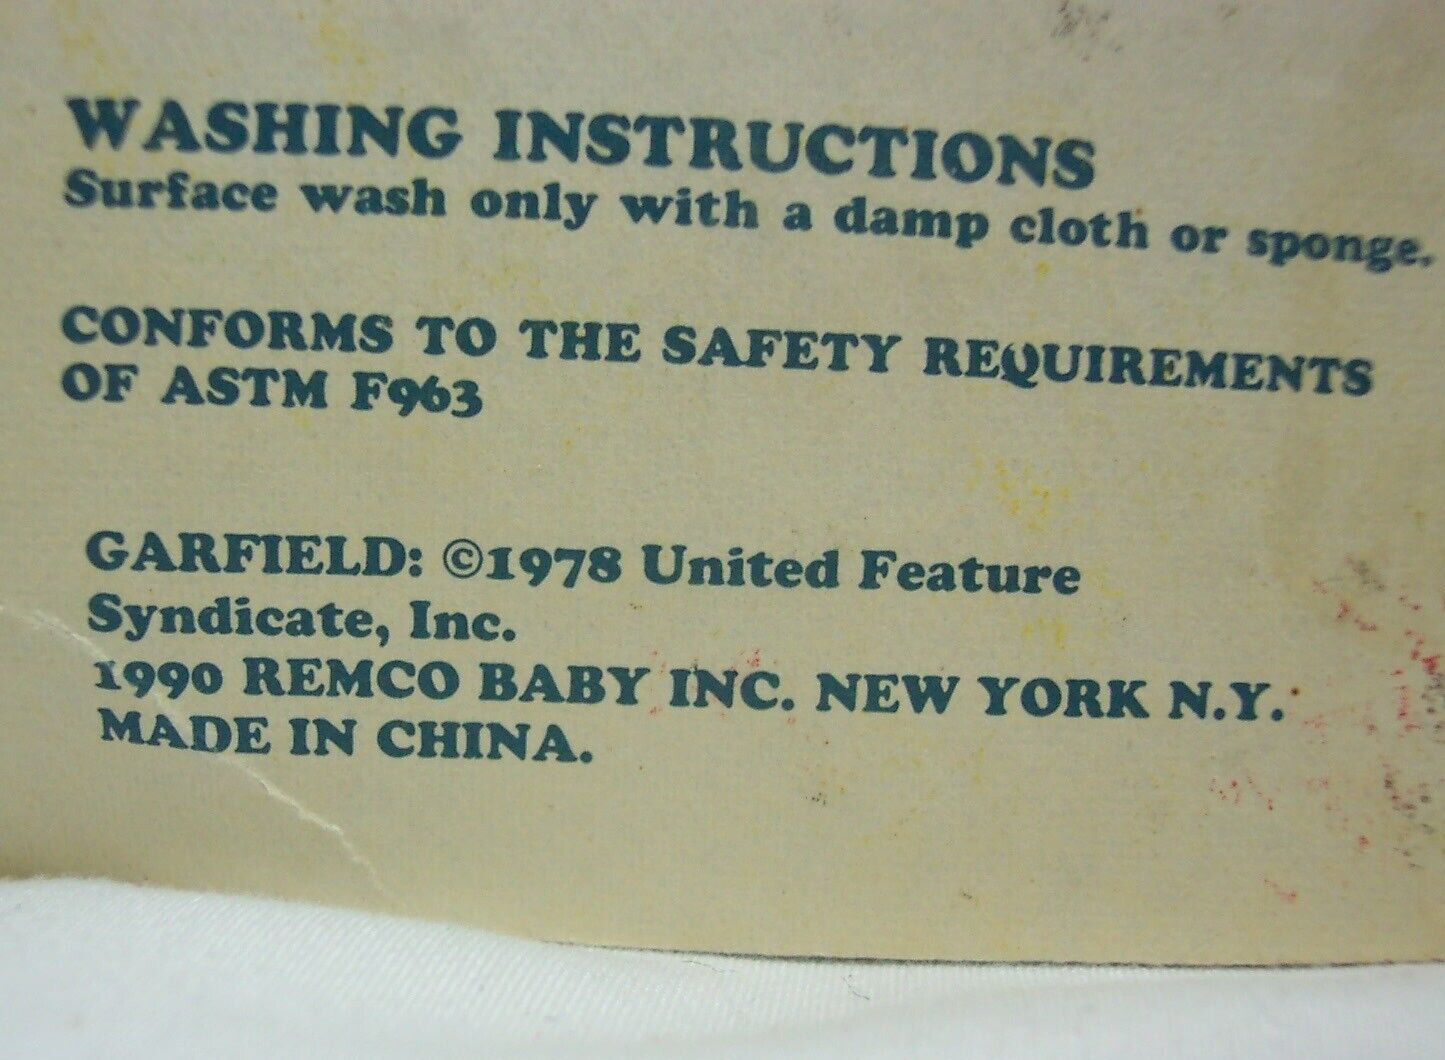 WASHING INSTRUCTIONS
Surface wash only with a damp cloth or sponge.
CONFORMS TO THE SAFETY REQUIREMENTS
OF ASTM F963
GARFIELD: ©1978 United Feature
Syndicate, Inc.
1990 REMCO BABY INC. NEW YORK N.Y.
MADE IN CHINA.